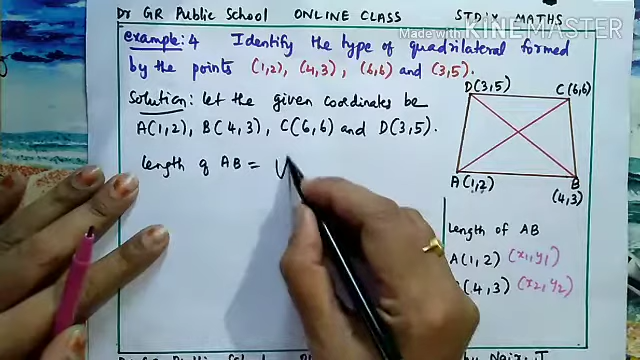 Dr GR Public School ONLINE CLASS STDIX MATHS
Made with KINEMASTER
example: 4 Identify the type of quadrilateral formed
by the points (1,2), (4,3), (6,6) and (3,5).
Solution: Let the given coordinates be
A(1,2), B(4,3), C(6,6) and D(3,5).
length of AB = √
D(3,5) C(6,6)
A(1,2) B
(4,3)
length of AB
A(1,2) (x1,y1)
(4,3) (x2,y2)